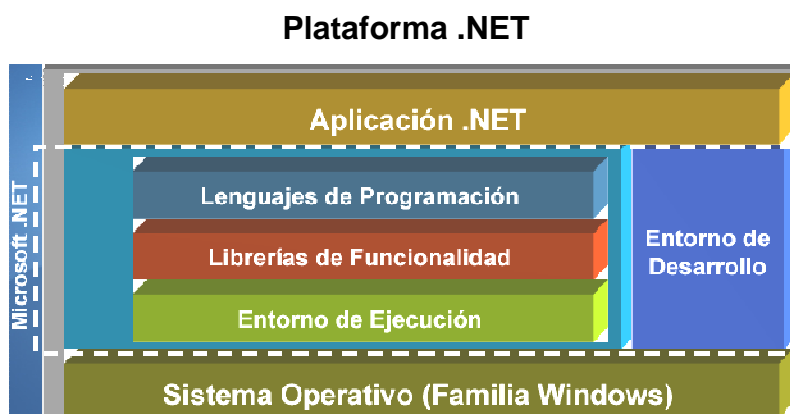 Plataforma .NET
Aplicación .NET
Microsoft .NET
Lenguajes de Programación
Librerías de Funcionalidad
Entorno de Ejecución
Entorno de
Desarrollo
Sistema Operativo (Familia Windows)